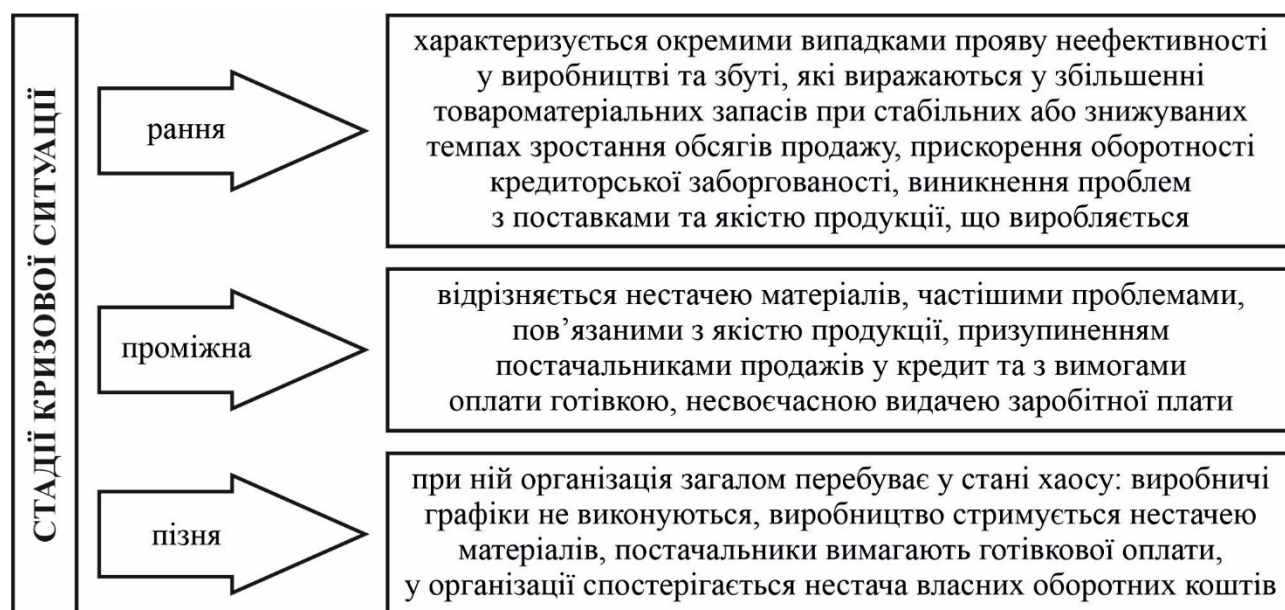 СТАДІЇ КРИЗОВОЇ СИТУАЦІЇ
рання
характеризується окремими випадками прояву неефективності
у виробництві та збуті, які виражаються у збільшенні
товароматеріальних запасів при стабільних або знижуваних
темпах зростання обсягів продажу, прискорення оборотності
кредиторської заборгованості, виникнення проблем
з поставками та якістю продукції, що виробляється
проміжна
відрізняється нестачею матеріалів, частішими проблемами,
пов’язаними з якістю продукції, призупиненням
постачальниками продажів у кредит та з вимогами
оплати готівкою, несвоєчасною видачею заробітної плати
пізня
при ній організація загалом перебуває у стані хаосу: виробничі
графіки не виконуються, виробництво стримується нестачею
матеріалів, постачальники вимагають готівкової оплати,
у організації спостерігається нестача власних оборотних коштів